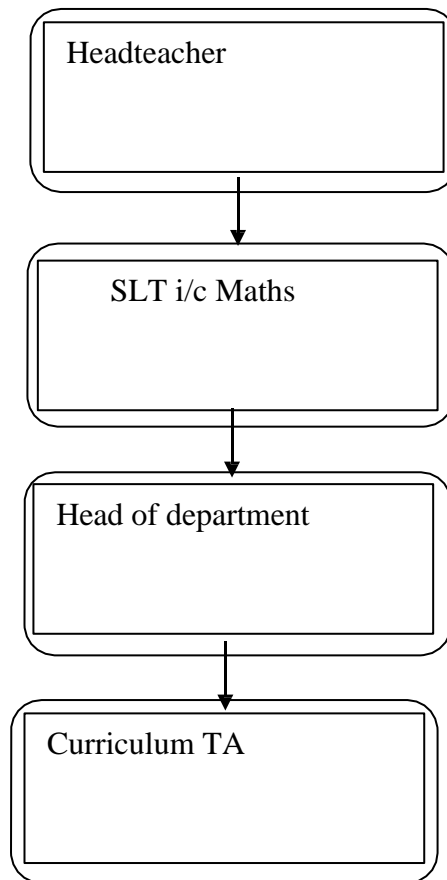 Headteacher
SLT i/c Maths
Head of department
Curriculum TA